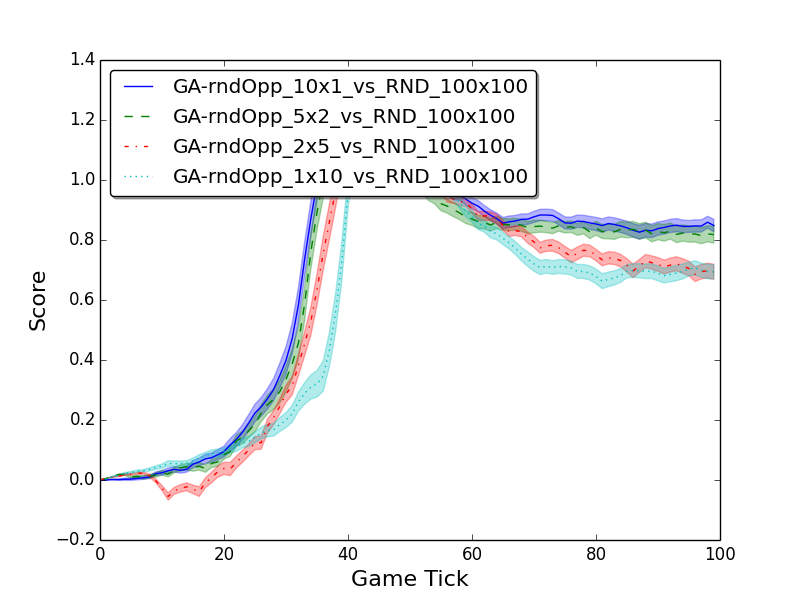 1.4
1.2
1.0
0.8
0.6
0.4
0.2
0.0
−0.2
GA-rndOpp_10x1_vs_RND_100x100
GA-rndOpp_5x2_vs_RND_100x100
GA-rndOpp_2x5_vs_RND_100x100
GA-rndOpp_1x10_vs_RND_100x100
Score
0 20 40 60 80 100
Game Tick